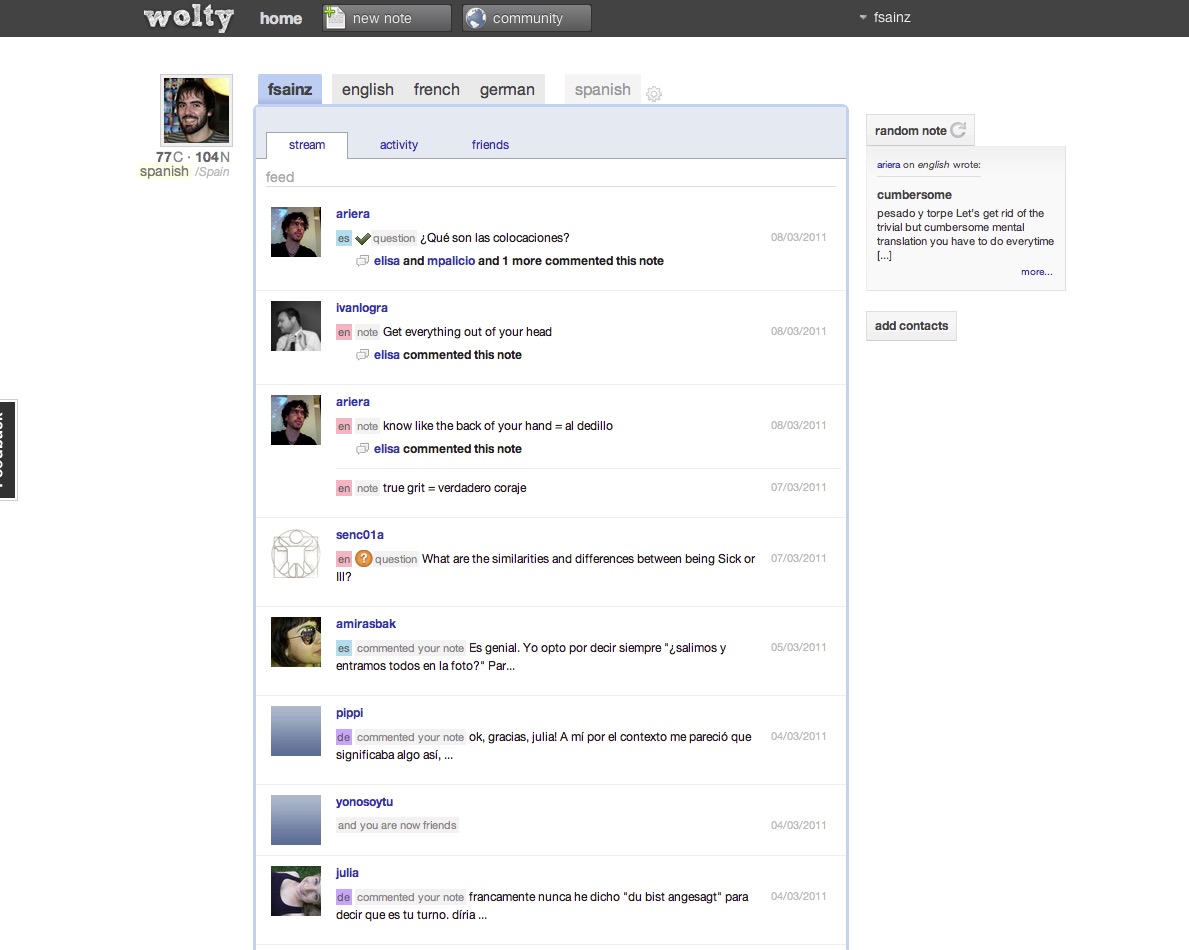 wolty
home
new note
community
fsainz
fsainz
english
french
german
spanish
77C · 104N
spanish /Spain
stream
activity
friends
feed
ariera
es question ¿Qué son las colocaciones? 08/03/2011
elisa and mpalicio and 1 more commented this note
ivanlogra
en note Get everything out of your head 08/03/2011
elisa commented this note
ariera
en note know like the back of your hand = al dedillo 08/03/2011
elisa commented this note
en note true grit = verdadero coraje 07/03/2011
senc01a
en ? question What are the similarities and differences between being Sick or 07/03/2011
Ill?
amirasbak
es commented your note Es genial. Yo opto por decir siempre "¿salimos y 05/03/2011
entramos todos en la foto?" Par...
pippi
de commented your note ok, gracias, julia! A mí por el contexto me pareció que 04/03/2011
significaba algo así, ...
yonosoytu
and you are now friends 04/03/2011
julia
de commented your note francamente nunca he dicho "du bist angesagt" para 04/03/2011
decir que es tu turno. díria ...
random note
ariera on english wrote:
cumbersome
pesado y torpe Let's get rid of the
trivial but cumbersome mental
translation you have to do everytime
[...]
more...
add contacts
Feedback